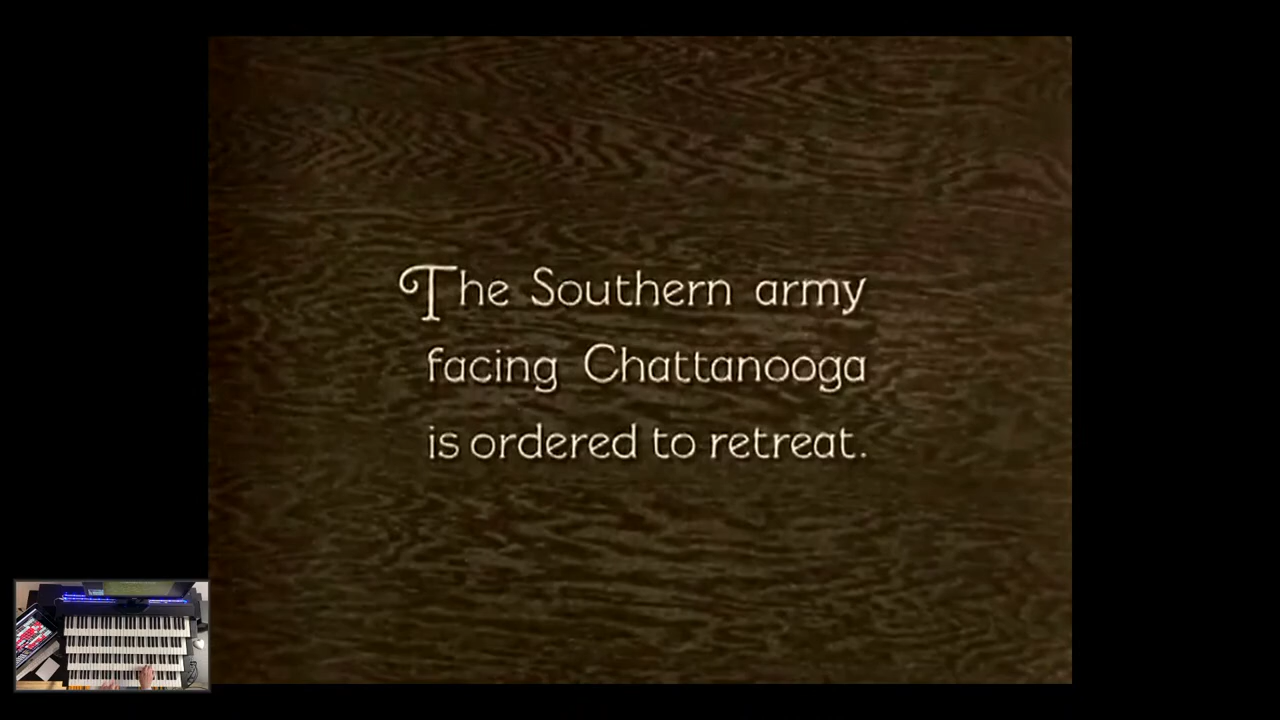 The Southern army
facing Chattanooga
is ordered to retreat.